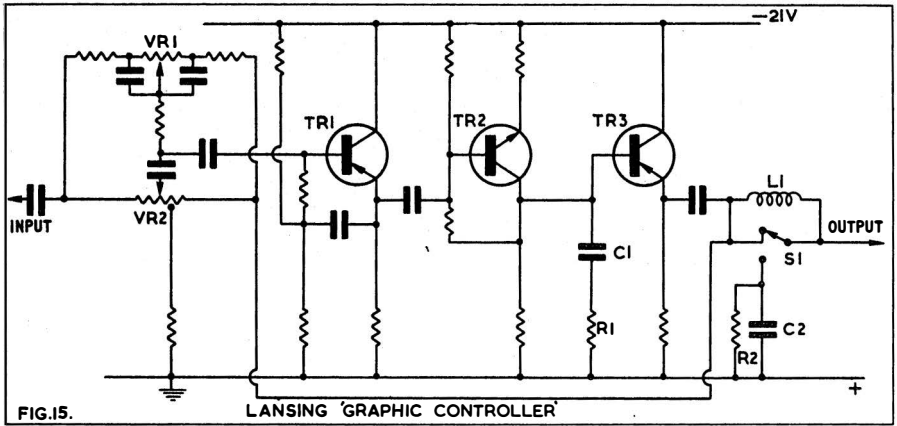 -21V
VR1
TR1
TR2
TR3
L1
INPUT
VR2
OUTPUT
S1
C1
R1
C2
R2
+
FIG.15.
LANSING 'GRAPHIC CONTROLLER'